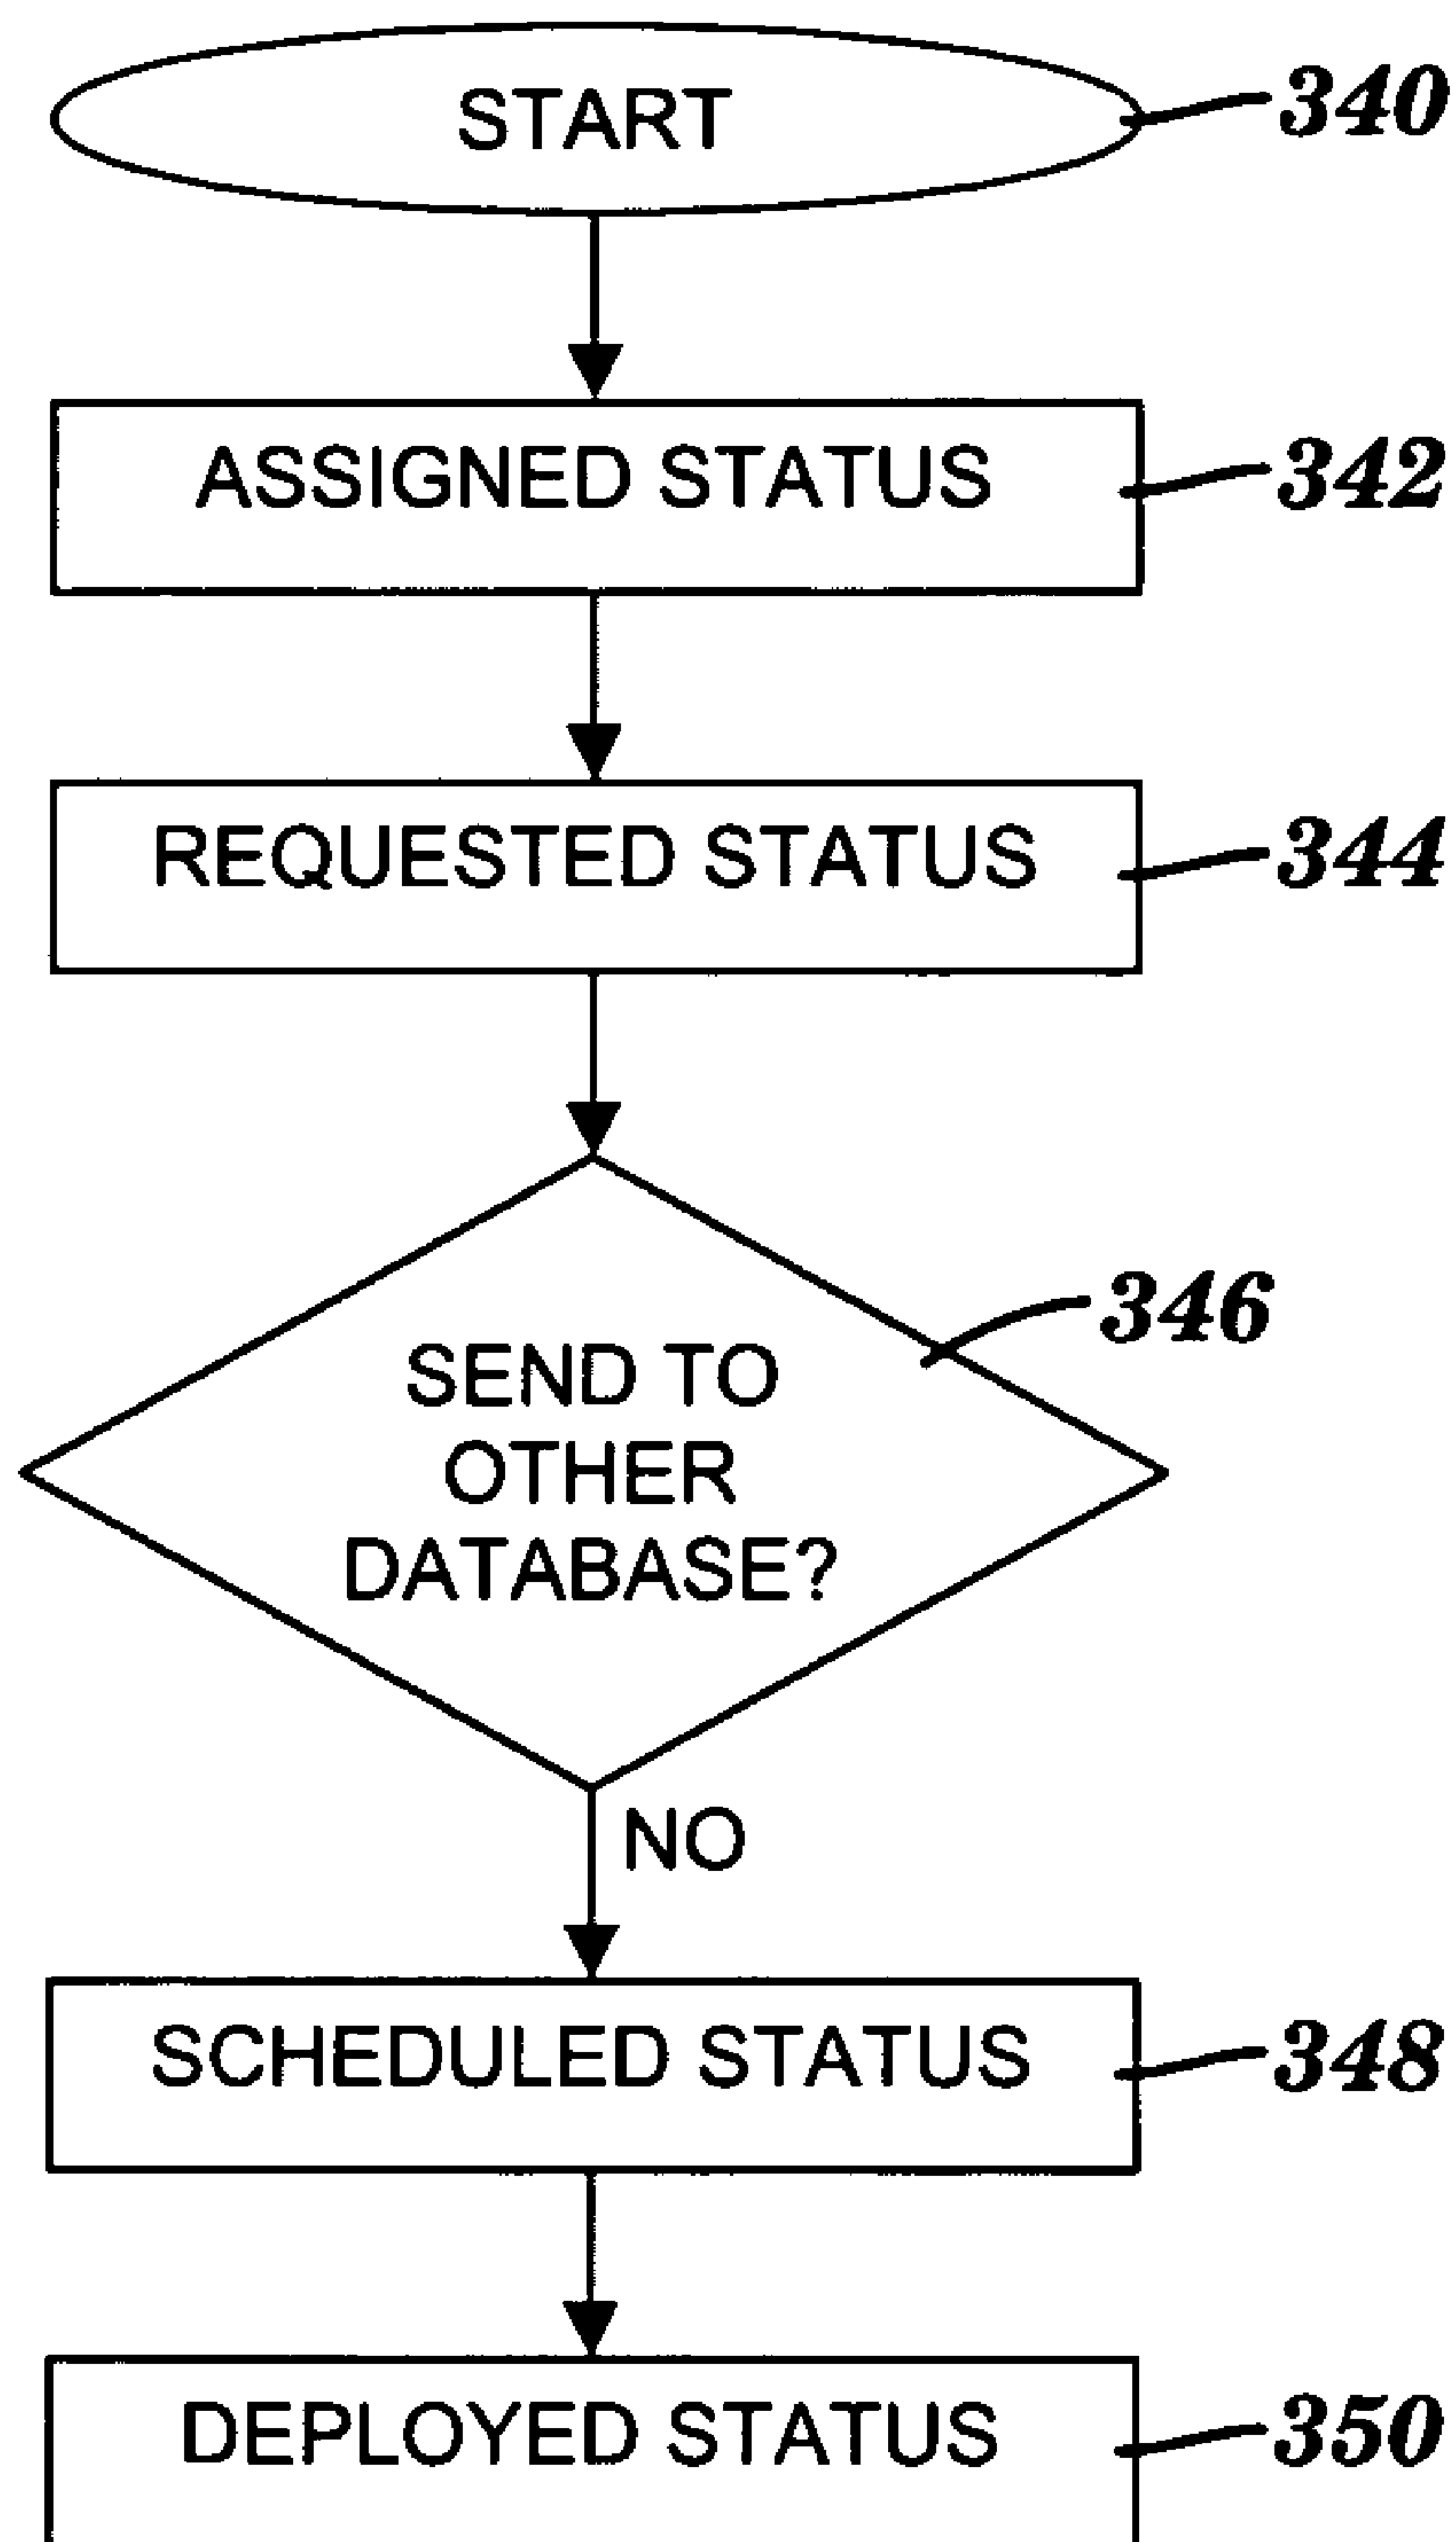 START
340
ASSIGNED STATUS
342
REQUESTED STATUS
344
346
SEND TO
OTHER
DATABASE?
NO
SCHEDULED STATUS
348
DEPLOYED STATUS
350